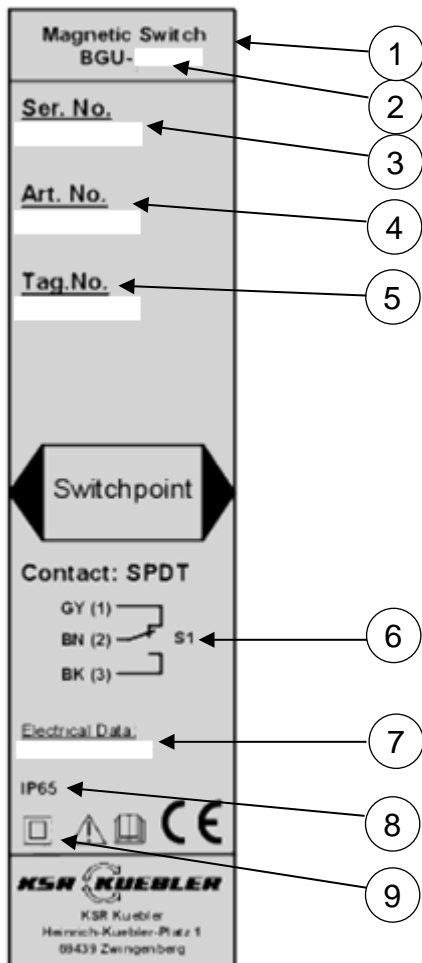 Magnetic Switch
BGU-
Ser. No.
Art. No.
Tag.No.
Switchpoint
Contact: SPDT
GY (1)
BN (2) S1
BK (3)
Electrical Data:
IP65
CE
KSR KUEBLER
KSR Kuebler
Heinrich-Kuebler-Platz 1
69439 Zwingenberg
1
2
3
4
5
6
7
8
9